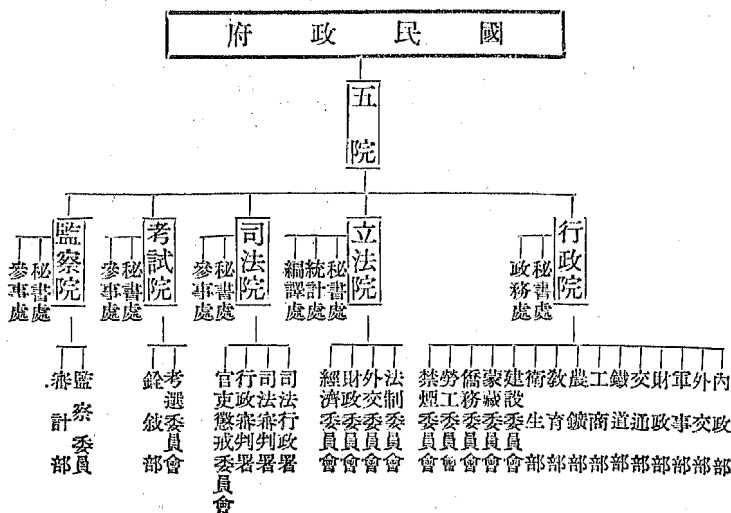 國民政府
五院
行政院
秘書處
政務處
立法院
秘書處
統計處
編譯處
司法院
秘書處
參事處
考試院
秘書處
參事處
監察院
秘書處
參事處
內政部
外交部
軍事部
財政部
交通部
鐵道部
工商部
農鑛部
敎育部
衛生部
建設委員會
蒙藏委員會
僑務委員會
勞工委員會
禁煙委員會
法制委員會
外交委員會
財政委員會
經濟委員會
司法行政署
司法審判署
行政審判署
官吏懲戒委員會
考選委員會
銓敍部
監察委員
審計部